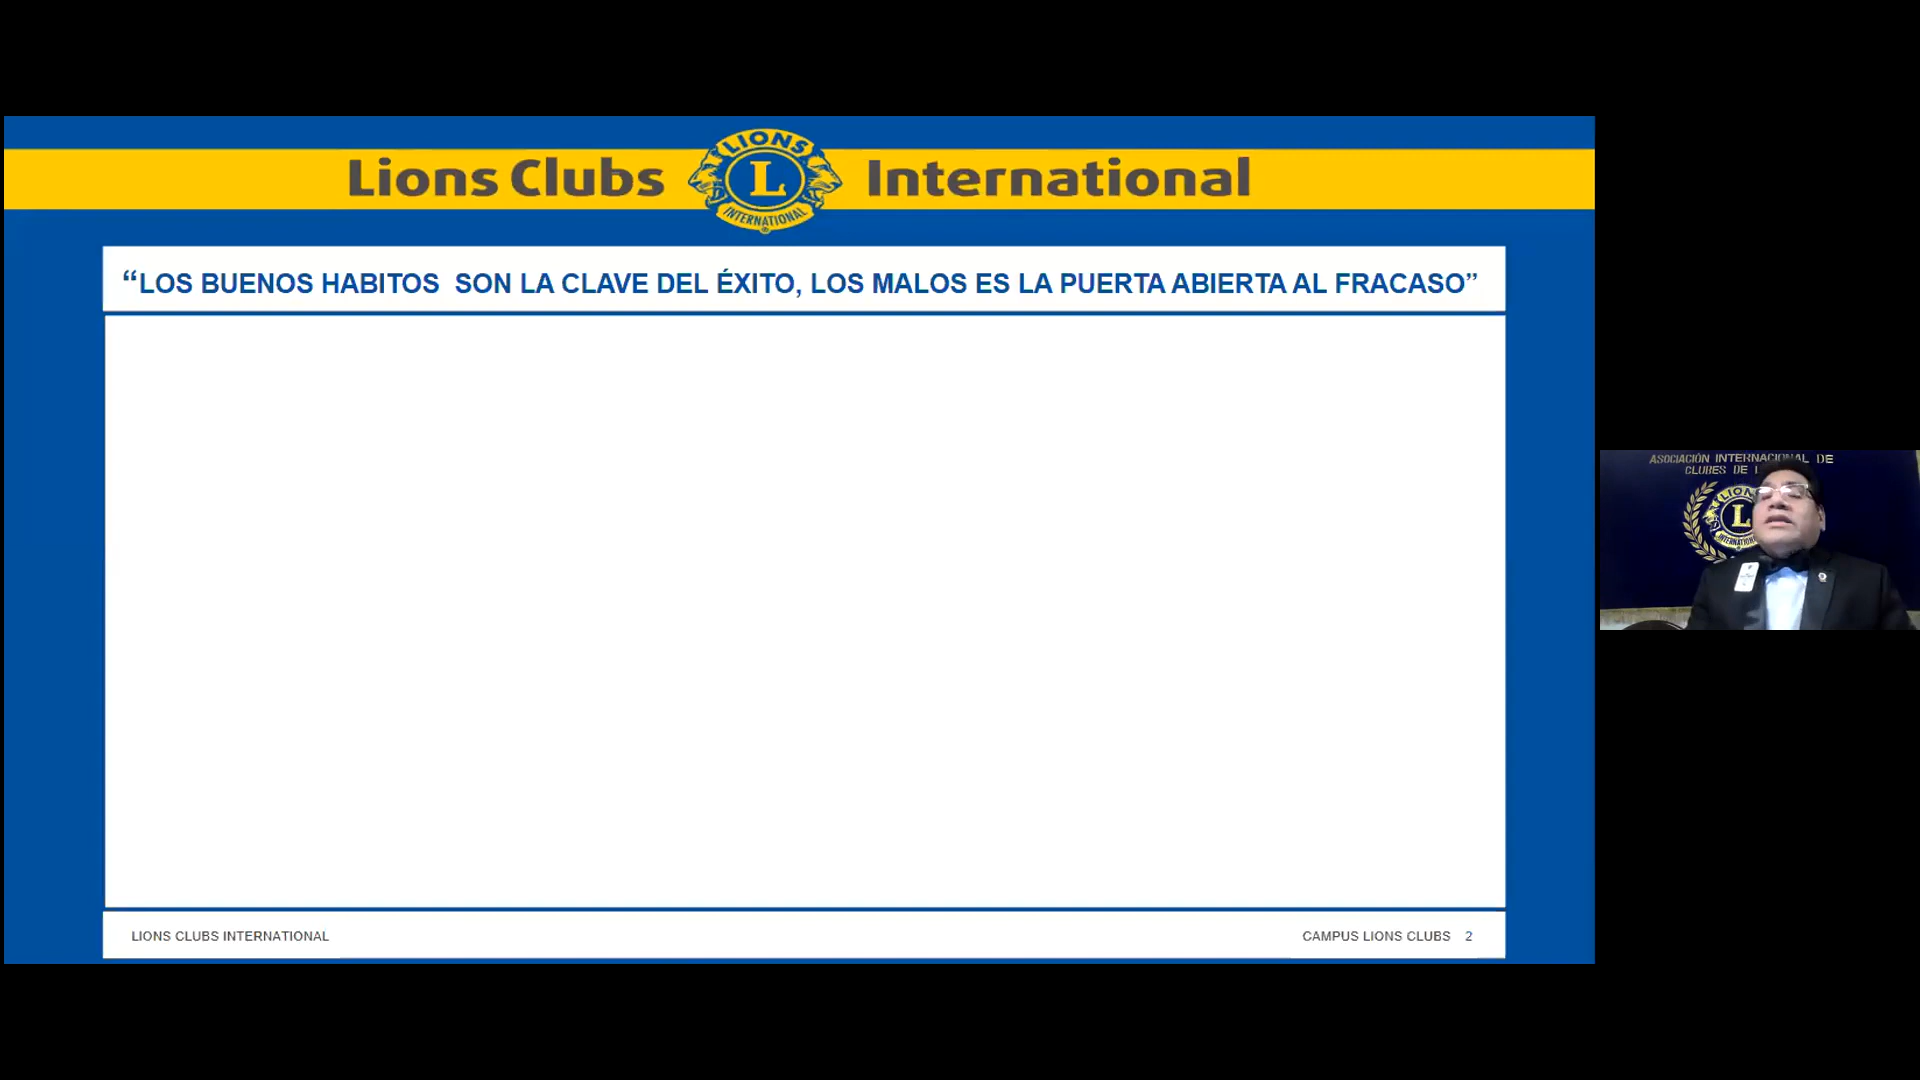 Lions Clubs International
LIONS
L
INTERNATIONAL
“LOS BUENOS HABITOS  SON LA CLAVE DEL ÉXITO, LOS MALOS ES LA PUERTA ABIERTA AL FRACASO”
ASOCIACIÓN INTERNACIONAL DE
CLUBES DE
L
INTERNATIONAL
LIONS CLUBS INTERNATIONAL
CAMPUS LIONS CLUBS 2